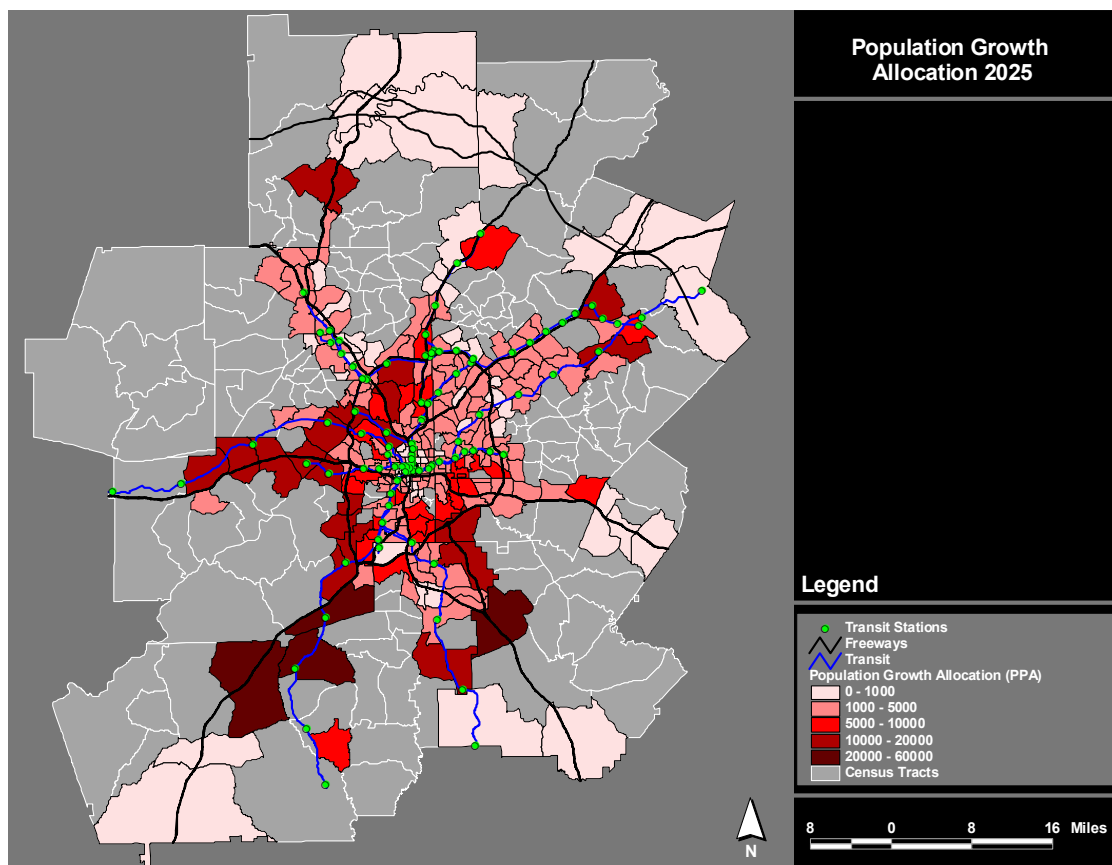 Population Growth
Allocation 2025
Legend
Transit Stations
Freeways
Transit
Population Growth Allocation (PPA)
0 - 1000
1000 - 5000
5000 - 10000
10000 - 20000
20000 - 60000
Census Tracts
N
8 0 8 16 Miles